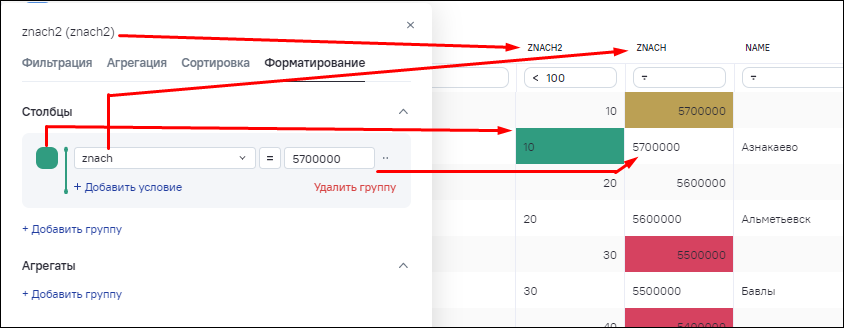 znach2 (znach2)
×
Фильтрация Агрегация Сортировка Форматирование
Столбцы
znach = 5700000 ··
+ Добавить условие Удалить группу
+ Добавить группу
Агрегаты
+ Добавить группу
ZNACH2 ZNACH NAME
< 100 = =
10 5700000
10 5700000 Азнакаево
20 5600000
20 5600000 Альметьевск
30 5500000
30 5500000 Бавлы
40 5400000